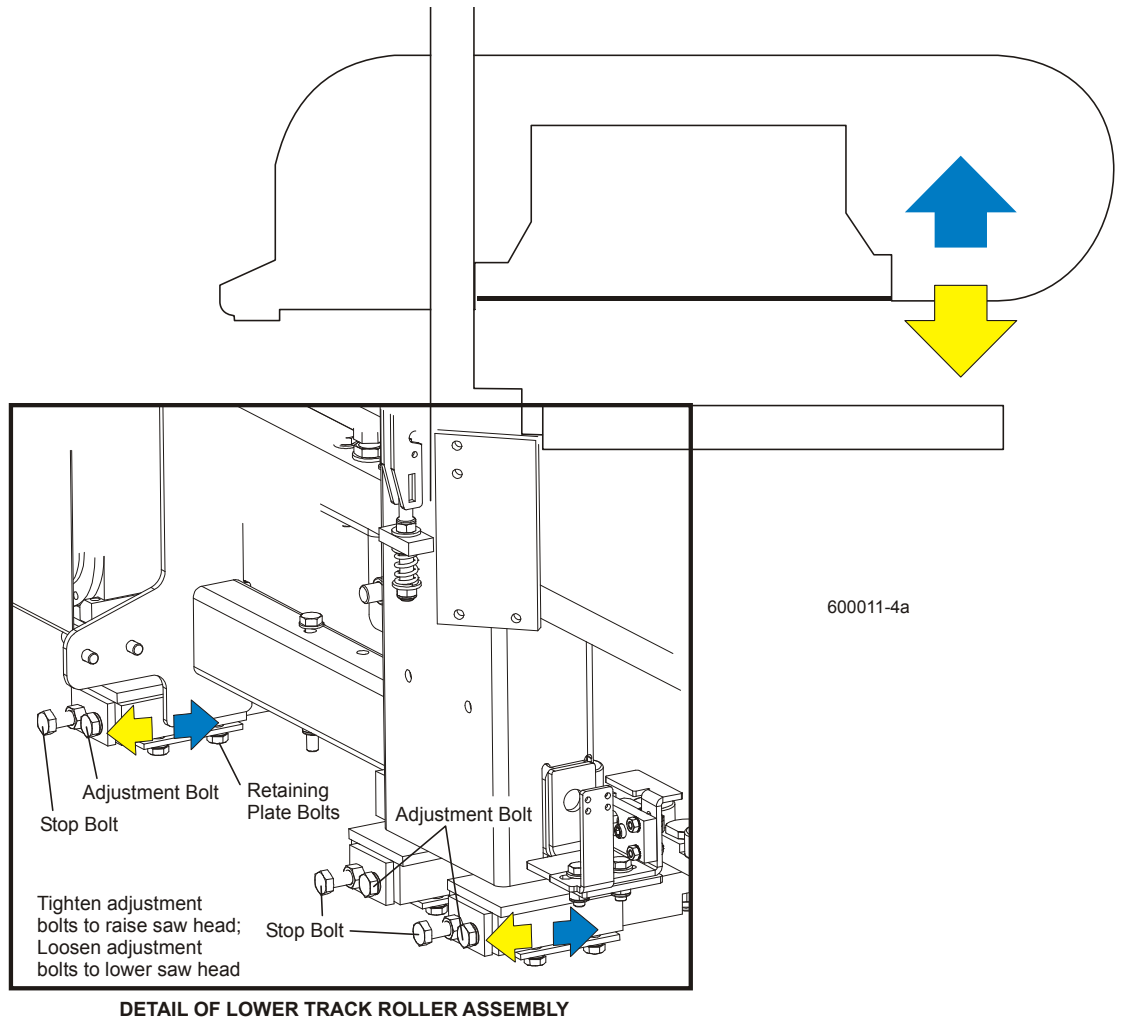 600011-4a
Adjustment Bolt
Stop Bolt
Retaining
Plate Bolts
Adjustment Bolt
Stop Bolt
Tighten adjustment
bolts to raise saw head;
Loosen adjustment
bolts to lower saw head
DETAIL OF LOWER TRACK ROLLER ASSEMBLY